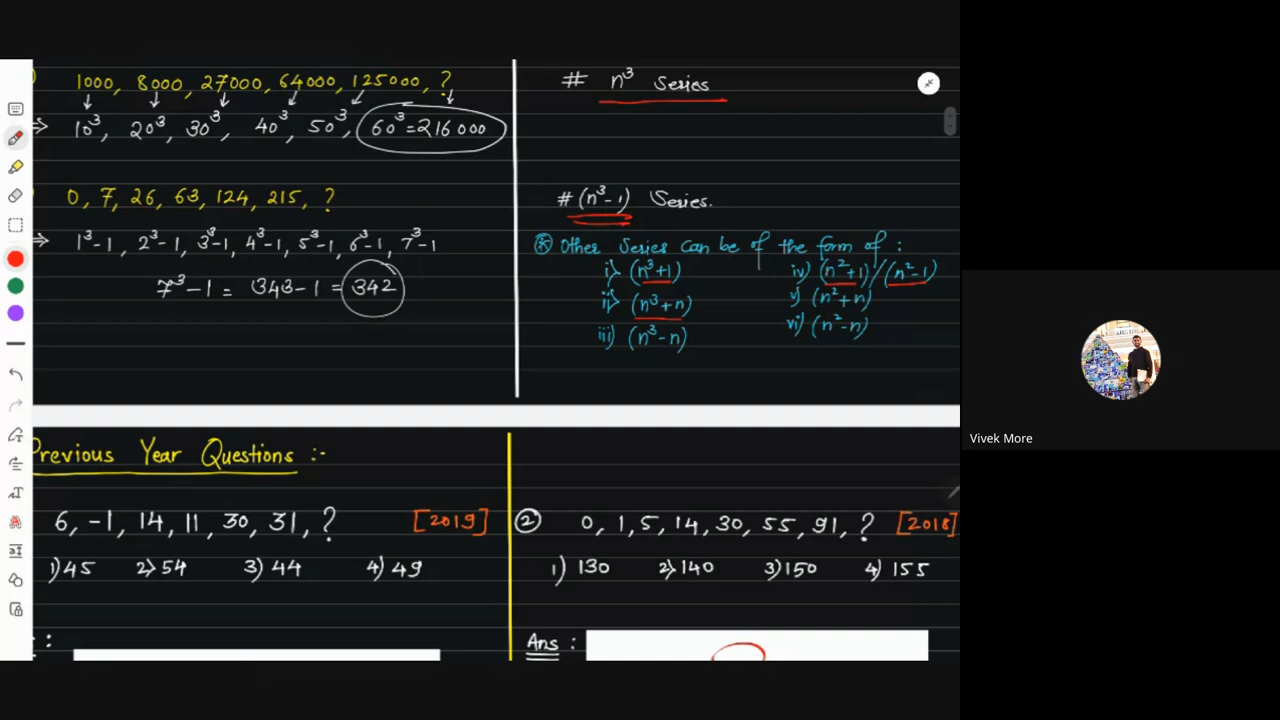 1000, 8000, 27000, 64000, 125000, ?
⇒ 10³, 20³, 30³, 40³, 50³, 60³ = 216000
0, 7, 26, 63, 124, 215, ?
⇒ 1³-1, 2³-1, 3³-1, 4³-1, 5³-1, 6³-1, 7³-1
7³-1 = 343-1 = 342
# n³ Series
# (n³-1) Series.
Other Series can be of the form of :
i) (n³+1)
ii) (n³+n)
iii) (n³-n)
iv) (n²+1)/(n²-1)
v) (n²+n)
vi) (n²-n)
Previous Year Questions :-
6, -1, 14, 11, 30, 31, ? [2019]
1) 45 2) 54 3) 44 4) 49
② 0, 1, 5, 14, 30, 55, 91, ? [2018]
1) 130 2) 140 3) 150 4) 155
Ans :
Vivek More